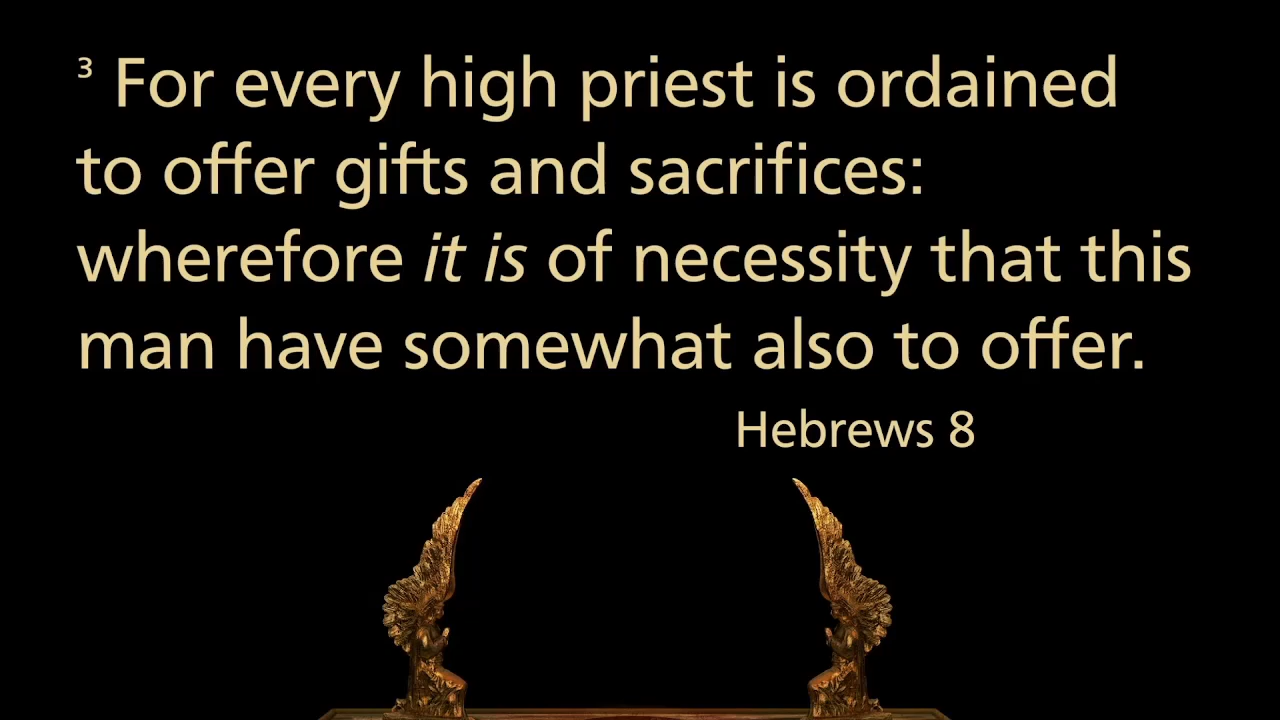 3 For every high priest is ordained
to offer gifts and sacrifices:
wherefore it is of necessity that this
man have somewhat also to offer.
Hebrews 8